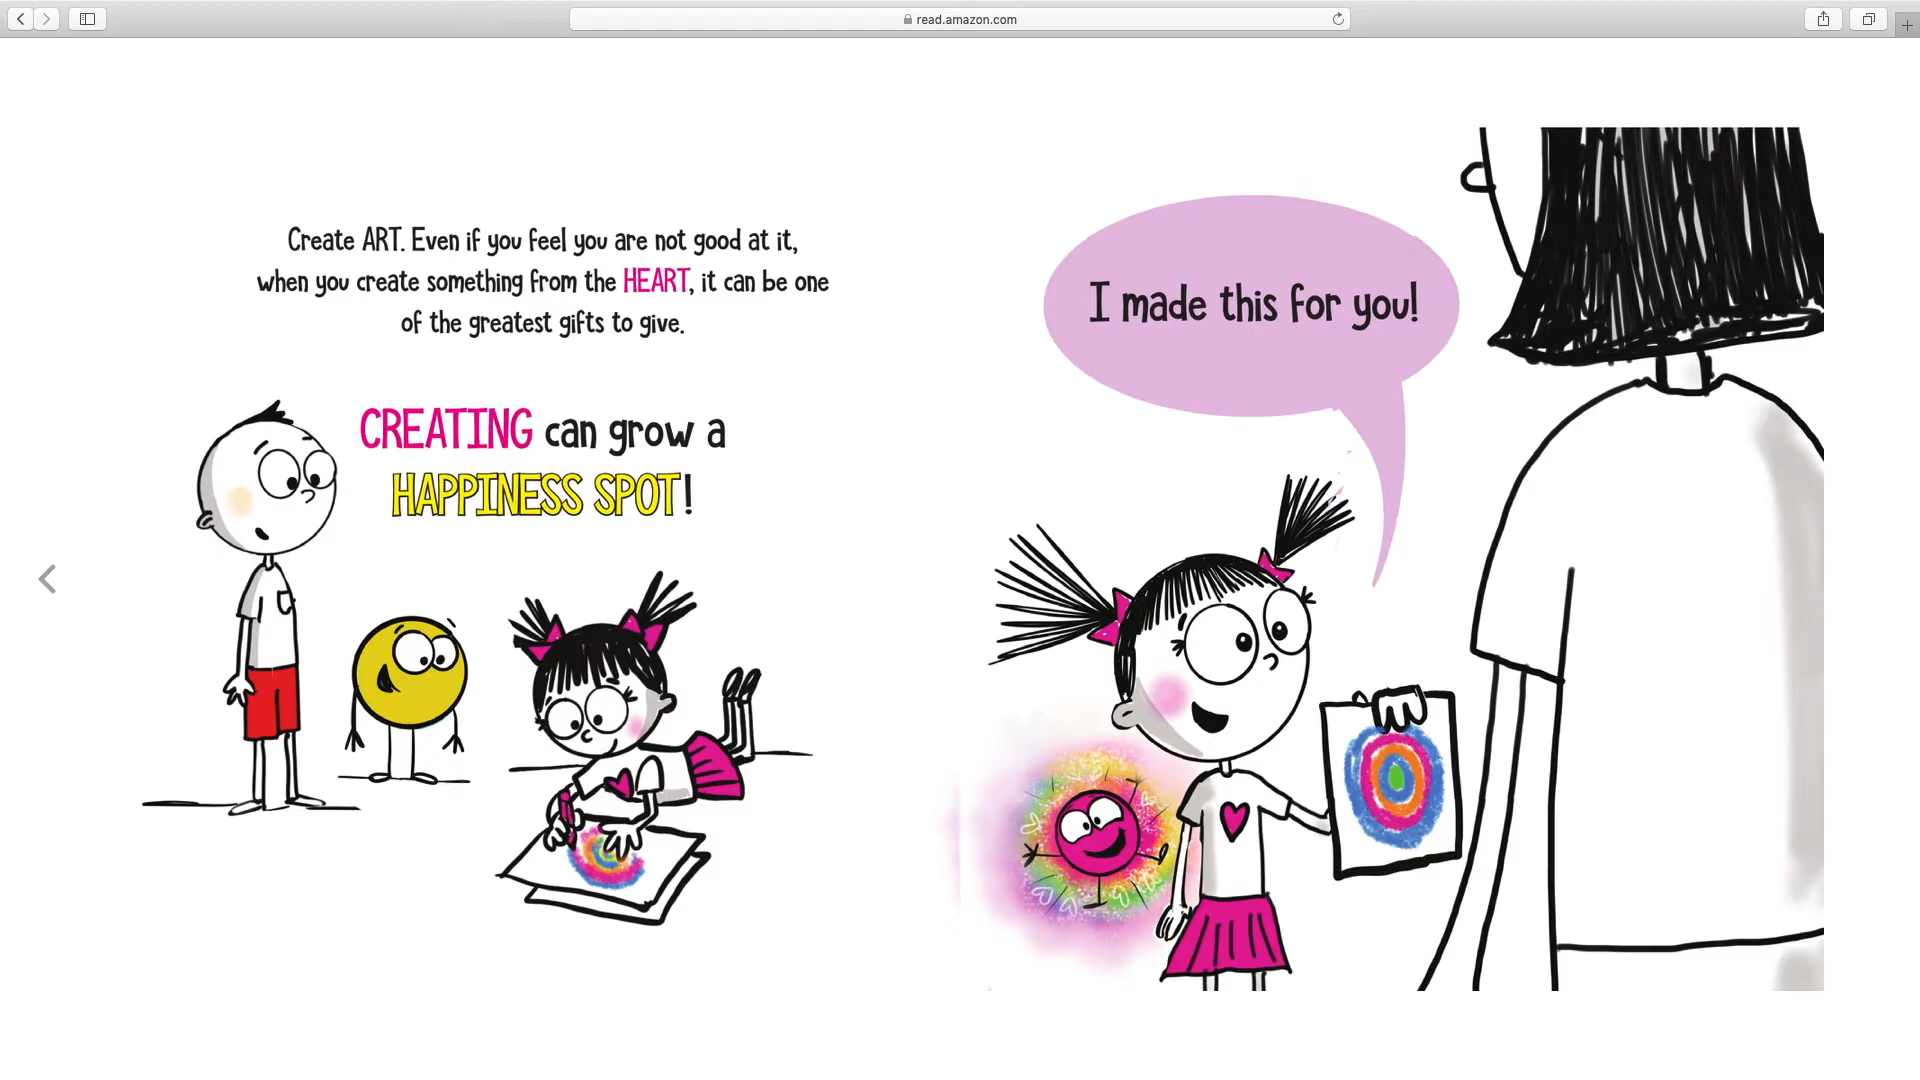 read.amazon.com
Create ART. Even if you feel you are not good at it,
when you create something from the HEART, it can be one
of the greatest gifts to give.
CREATING can grow a
HAPPINESS SPOT!
I made this for you!